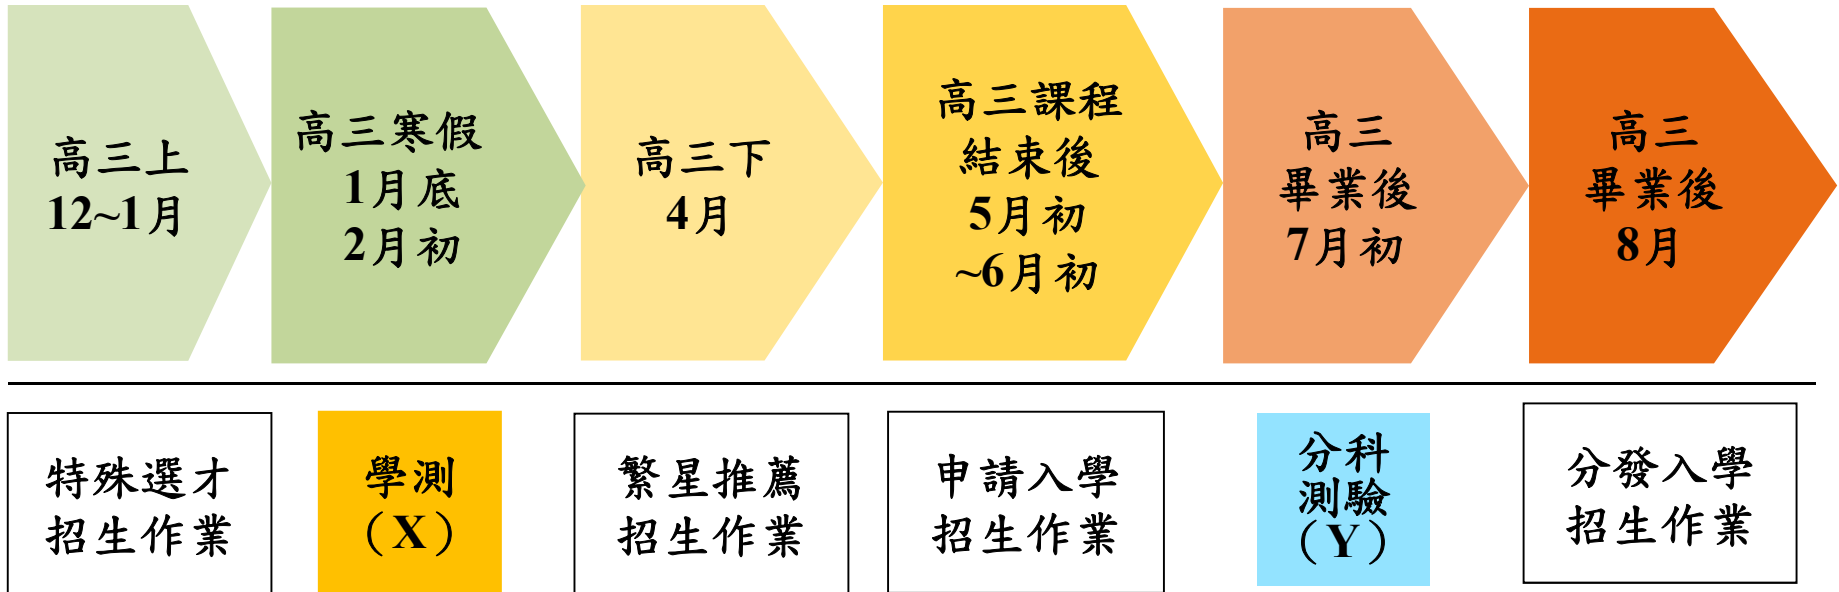 高三上
12~1月
高三寒假
1月底
2月初
高三下
4月
高三課程
結束後
5月初
~6月初
高三
畢業後
7月初
高三
畢業後
8月
特殊選才
招生作業
學測
（X）
繁星推薦
招生作業
申請入學
招生作業
分科
測驗
（Y）
分發入學
招生作業